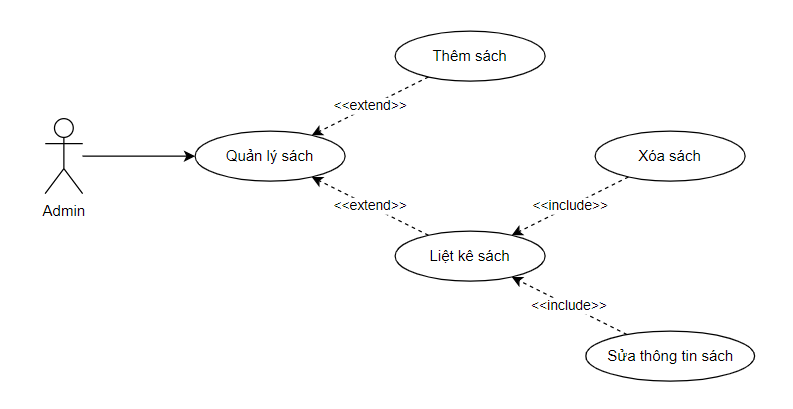 Thêm sách
<<extend>>
Quản lý sách
Xóa sách
Admin
<<extend>>
<<include>>
Liệt kê sách
<<include>>
Sửa thông tin sách